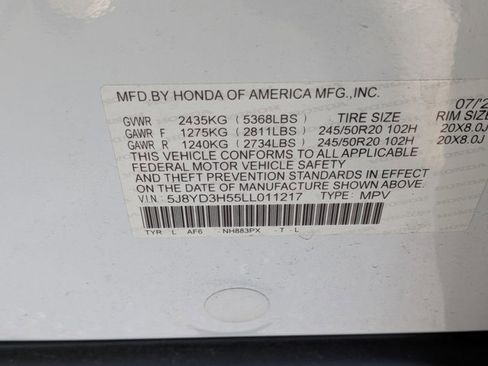 MFD.BY HONDA OF AMERICA MFG.,INC. 07/2
GVWR 2435KG (5368LBS) TIRE SIZE RIM SIZE
GAWR F 1275KG (2811LBS) 245/50R20 102H 20X8.0J
GAWR R 1240KG (2734LBS) 245/50R20 102H 20X8.0J
THIS VEHICLE CONFORMS TO ALL APPLICABLE
FEDERAL MOTOR VEHICLE SAFETY
AND THEFT PREVENTION STANDARDS IN EFFECT
ON THE DATE OF MANUFACTURE SHOWN ABOVE.
VIN: 5J8YD3H55LL011217 TYPE: MPV
TYR L AF6 -NH883PX -T-L